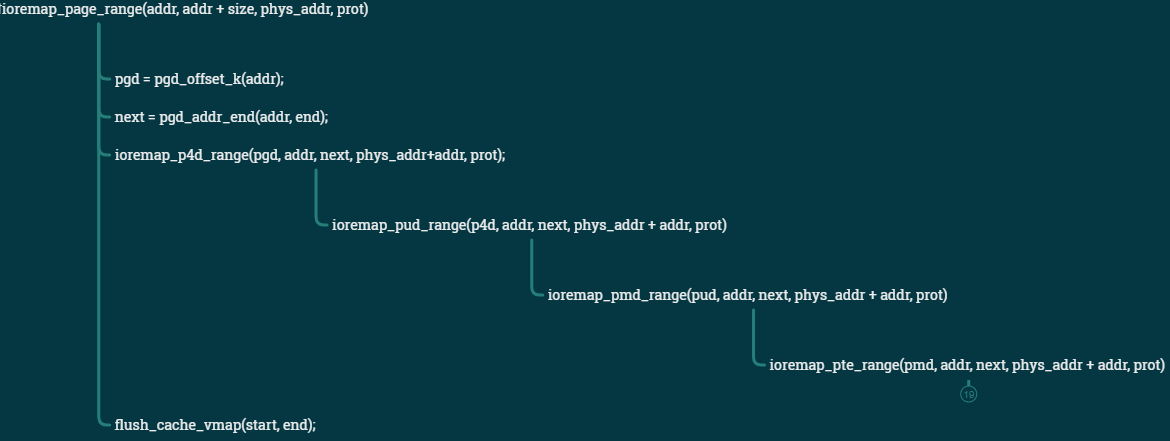 ioremap_page_range(addr, addr + size, phys_addr, prot)
pgd = pgd_offset_k(addr);
next = pgd_addr_end(addr, end);
ioremap_p4d_range(pgd, addr, next, phys_addr+addr, prot);
ioremap_pud_range(p4d, addr, next, phys_addr + addr, prot)
ioremap_pmd_range(pud, addr, next, phys_addr + addr, prot)
ioremap_pte_range(pmd, addr, next, phys_addr + addr, prot)
19
flush_cache_vmap(start, end);